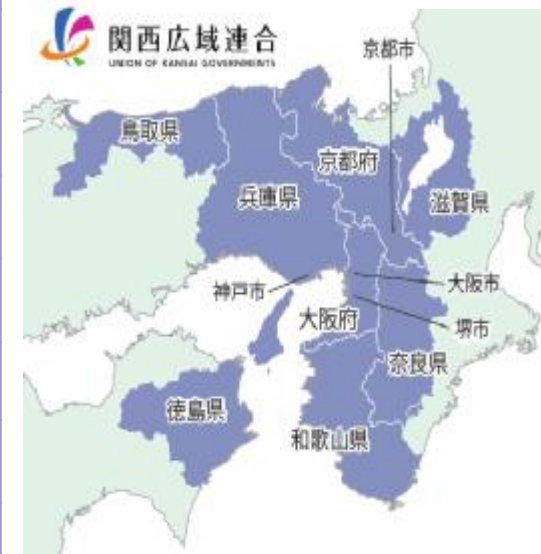 関西広域連合
UNION OF KANSAI GOVERNMENTS
京都市
鳥取県
京都府
兵庫県
滋賀県
神戸市
大阪市
大阪府
堺市
奈良県
徳島県
和歌山県